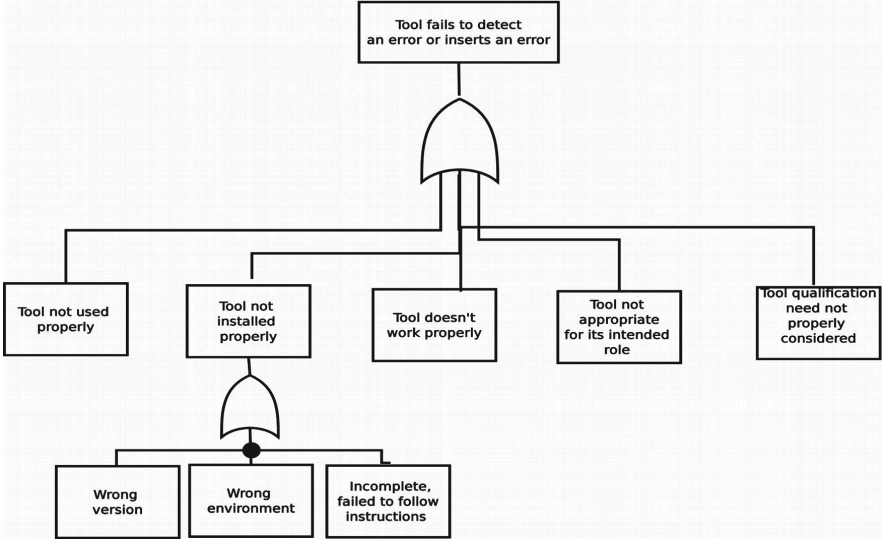 Tool fails to detect
an error or inserts an error
Tool not used
properly
Tool not
installed
properly
Tool doesn't
work properly
Tool not
appropriate
for its intended
role
Tool qualification
need not
properly
considered
Wrong
version
Wrong
environment
Incomplete,
failed to follow
instructions